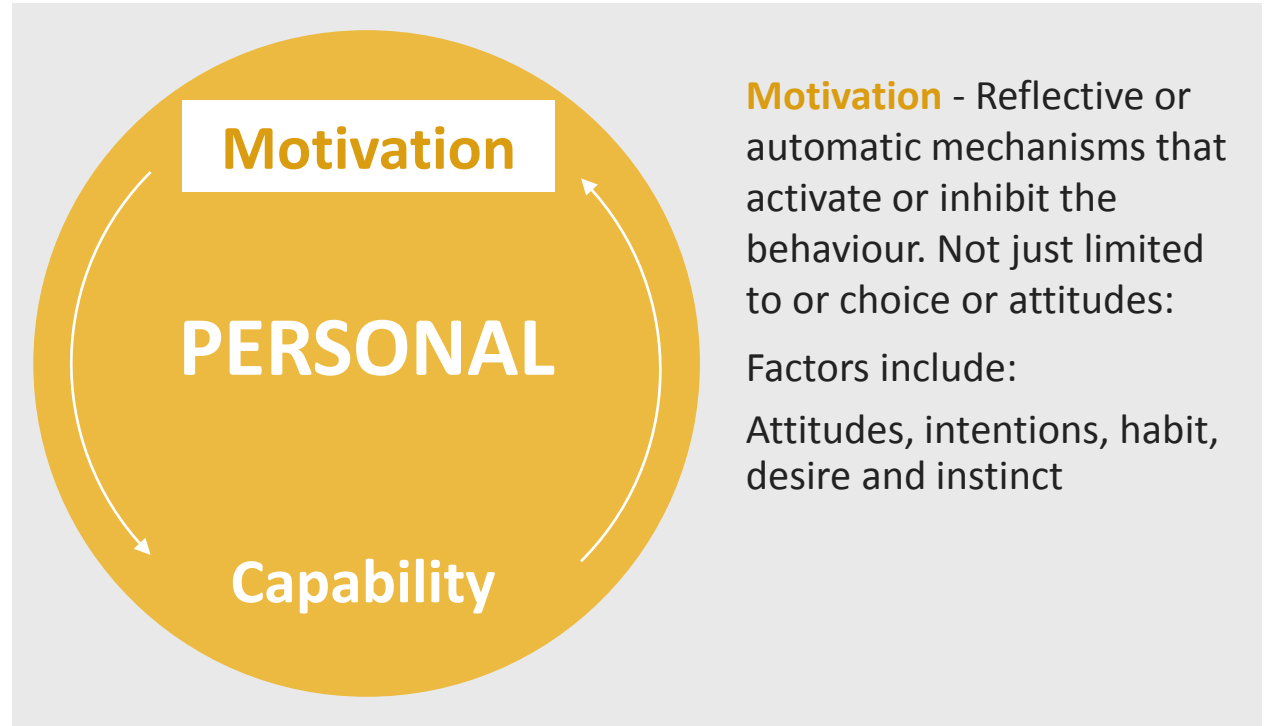 Motivation
PERSONAL
Capability
Motivation - Reflective or
automatic mechanisms that
activate or inhibit the
behaviour. Not just limited
to or choice or attitudes:
Factors include:
Attitudes, intentions, habit,
desire and instinct